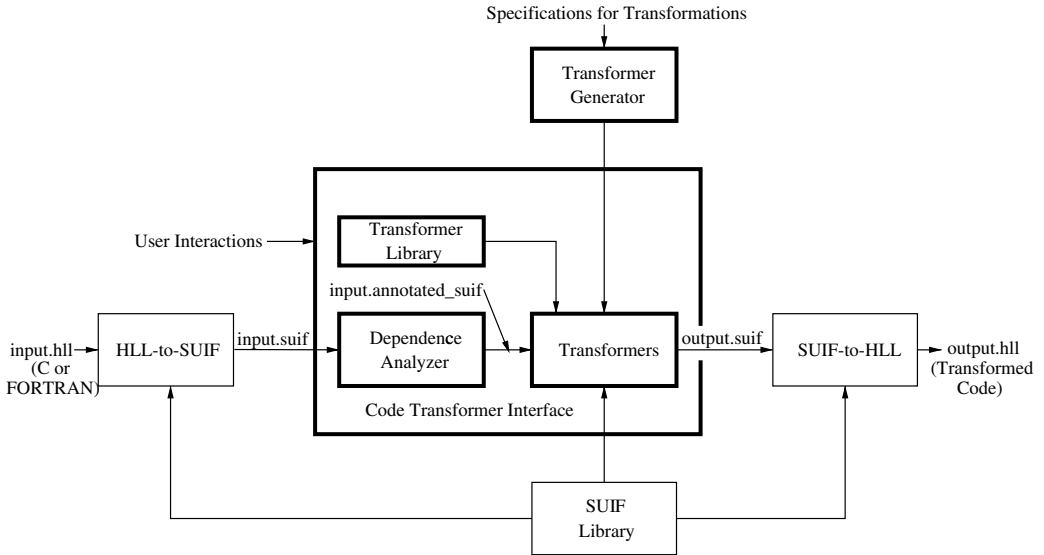 Specifications for Transformations
Transformer
Generator
User Interactions
Transformer
Library
input.annotated_suif
input.hll
(C or
FORTRAN)
HLL-to-SUIF
input.suif
Dependence
Analyzer
Transformers
output.suif
SUIF-to-HLL
output.hll
(Transformed
Code)
Code Transformer Interface
SUIF
Library